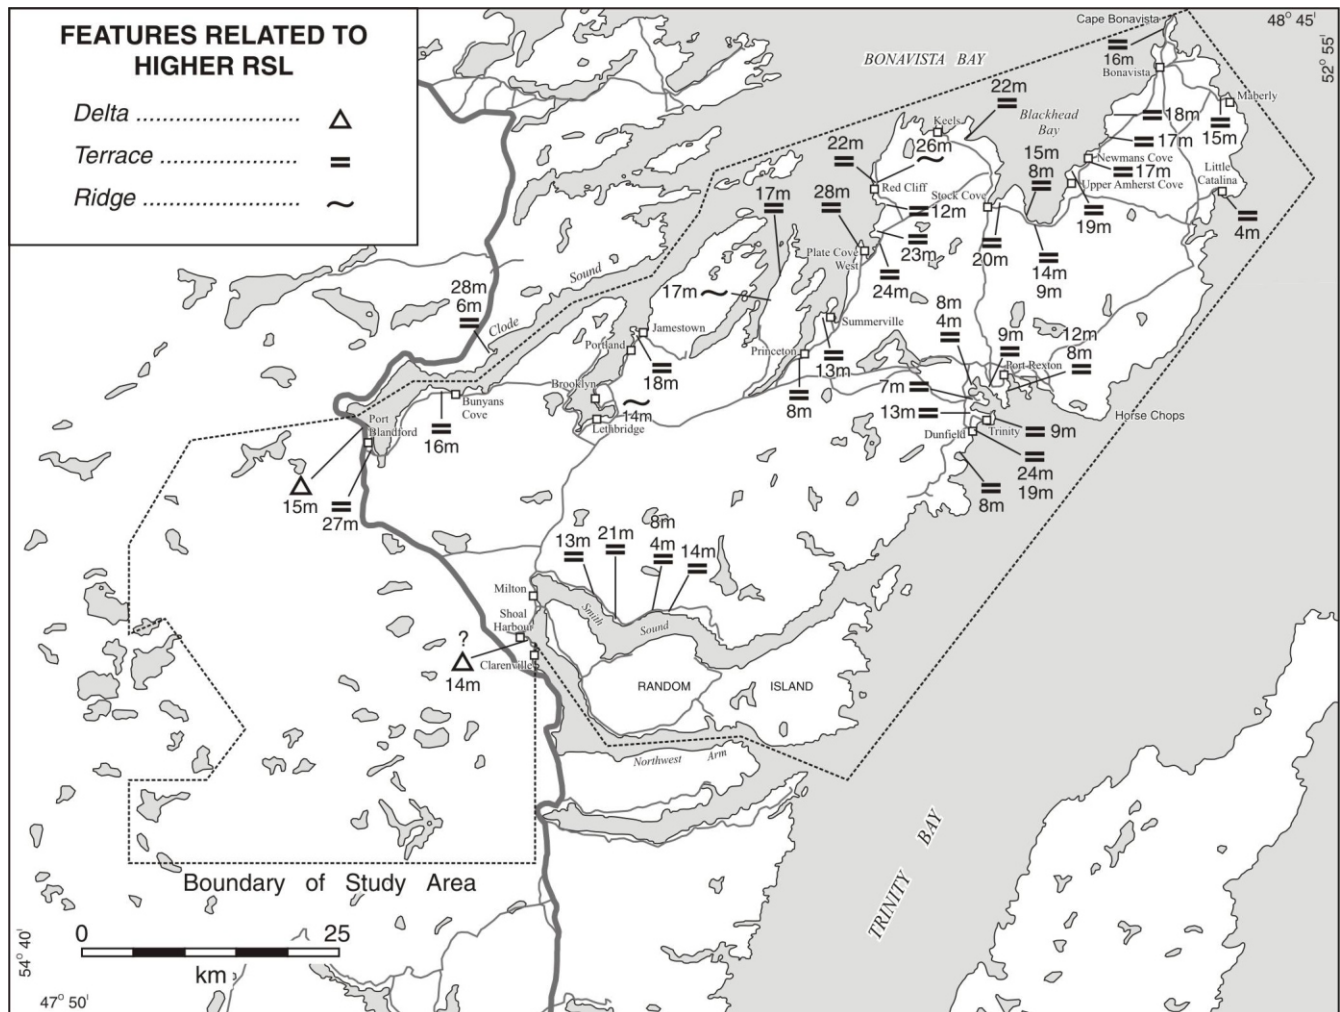 FEATURES RELATED TO
HIGHER RSL
Delta ..............................
Terrace .........................
Ridge .............................
48° 45'
52° 55'
Cape Bonavista
16m
Bonavista
BONAVISTA BAY
22m
Blackhead
Bay
Keels
26m
22m
Maberly
15m
18m
17m
Newmans Cove
17m
15m
8m
Upper Amherst Cove
Little
Catalina
Red Cliff
Stock Cove
28m
17m
12m
19m
4m
23m
20m
Plate Cove
West
14m
9m
24m
Clode Sound
28m
6m
17m
Jamestown
Summerville
8m
4m
9m
12m
8m
Portland
Princeton
13m
Port Rexton
18m
Brooklyn
7m
8m
Bunyans
Cove
14m
13m
Horse Chops
Port
Blandford
Lethbridge
16m
Dunfield
Trinity
9m
24m
19m
15m
27m
8m
13m
21m
8m
4m
14m
Milton
Smith Sound
Shoal
Harbour
?
14m
Clarenville
RANDOM ISLAND
Northwest Arm
TRINITY BAY
Boundary of Study Area
0 25
km
54° 40'
47° 50'